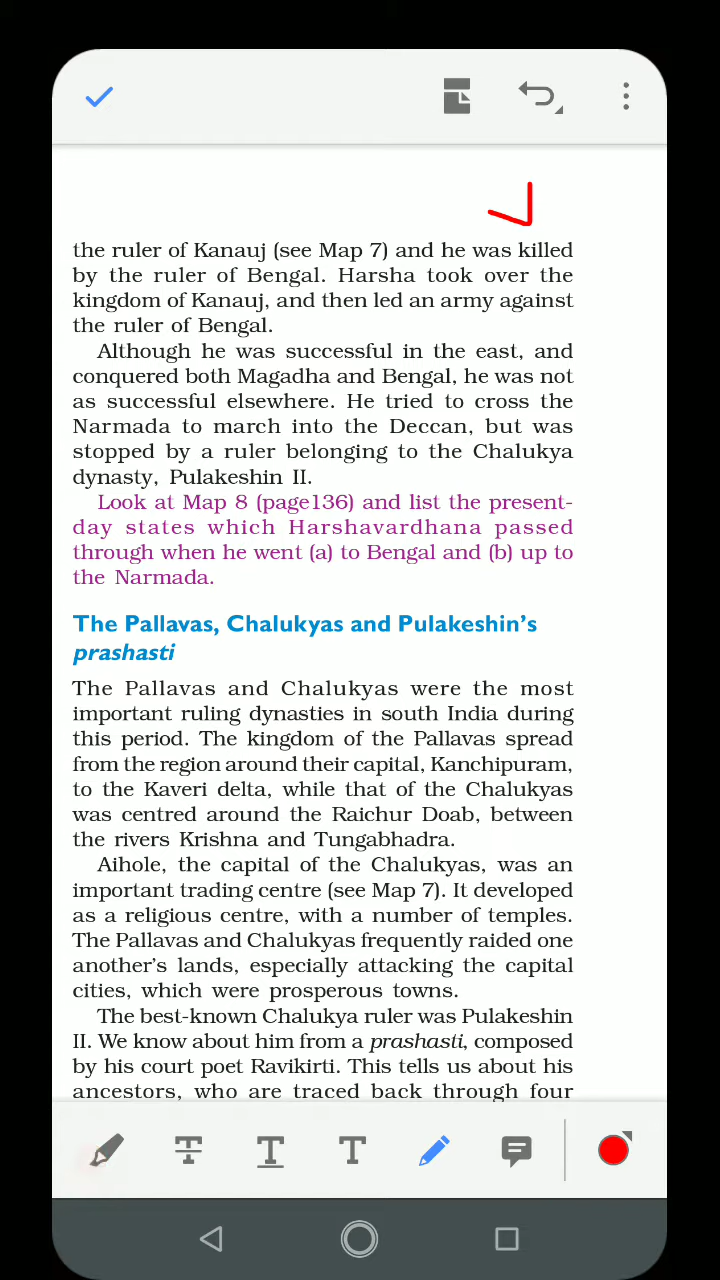 the ruler of Kanauj (see Map 7) and he was killed
by the ruler of Bengal. Harsha took over the
kingdom of Kanauj, and then led an army against
the ruler of Bengal.
Although he was successful in the east, and
conquered both Magadha and Bengal, he was not
as successful elsewhere. He tried to cross the
Narmada to march into the Deccan, but was
stopped by a ruler belonging to the Chalukya
dynasty, Pulakeshin II.
Look at Map 8 (page136) and list the present-
day states which Harshavardhana passed
through when he went (a) to Bengal and (b) up to
the Narmada.
The Pallavas, Chalukyas and Pulakeshin’s
prashasti
The Pallavas and Chalukyas were the most
important ruling dynasties in south India during
this period. The kingdom of the Pallavas spread
from the region around their capital, Kanchipuram,
to the Kaveri delta, while that of the Chalukyas
was centred around the Raichur Doab, between
the rivers Krishna and Tungabhadra.
Aihole, the capital of the Chalukyas, was an
important trading centre (see Map 7). It developed
as a religious centre, with a number of temples.
The Pallavas and Chalukyas frequently raided one
another’s lands, especially attacking the capital
cities, which were prosperous towns.
The best-known Chalukya ruler was Pulakeshin
II. We know about him from a prashasti, composed
by his court poet Ravikirti. This tells us about his
ancestors, who are traced back through four